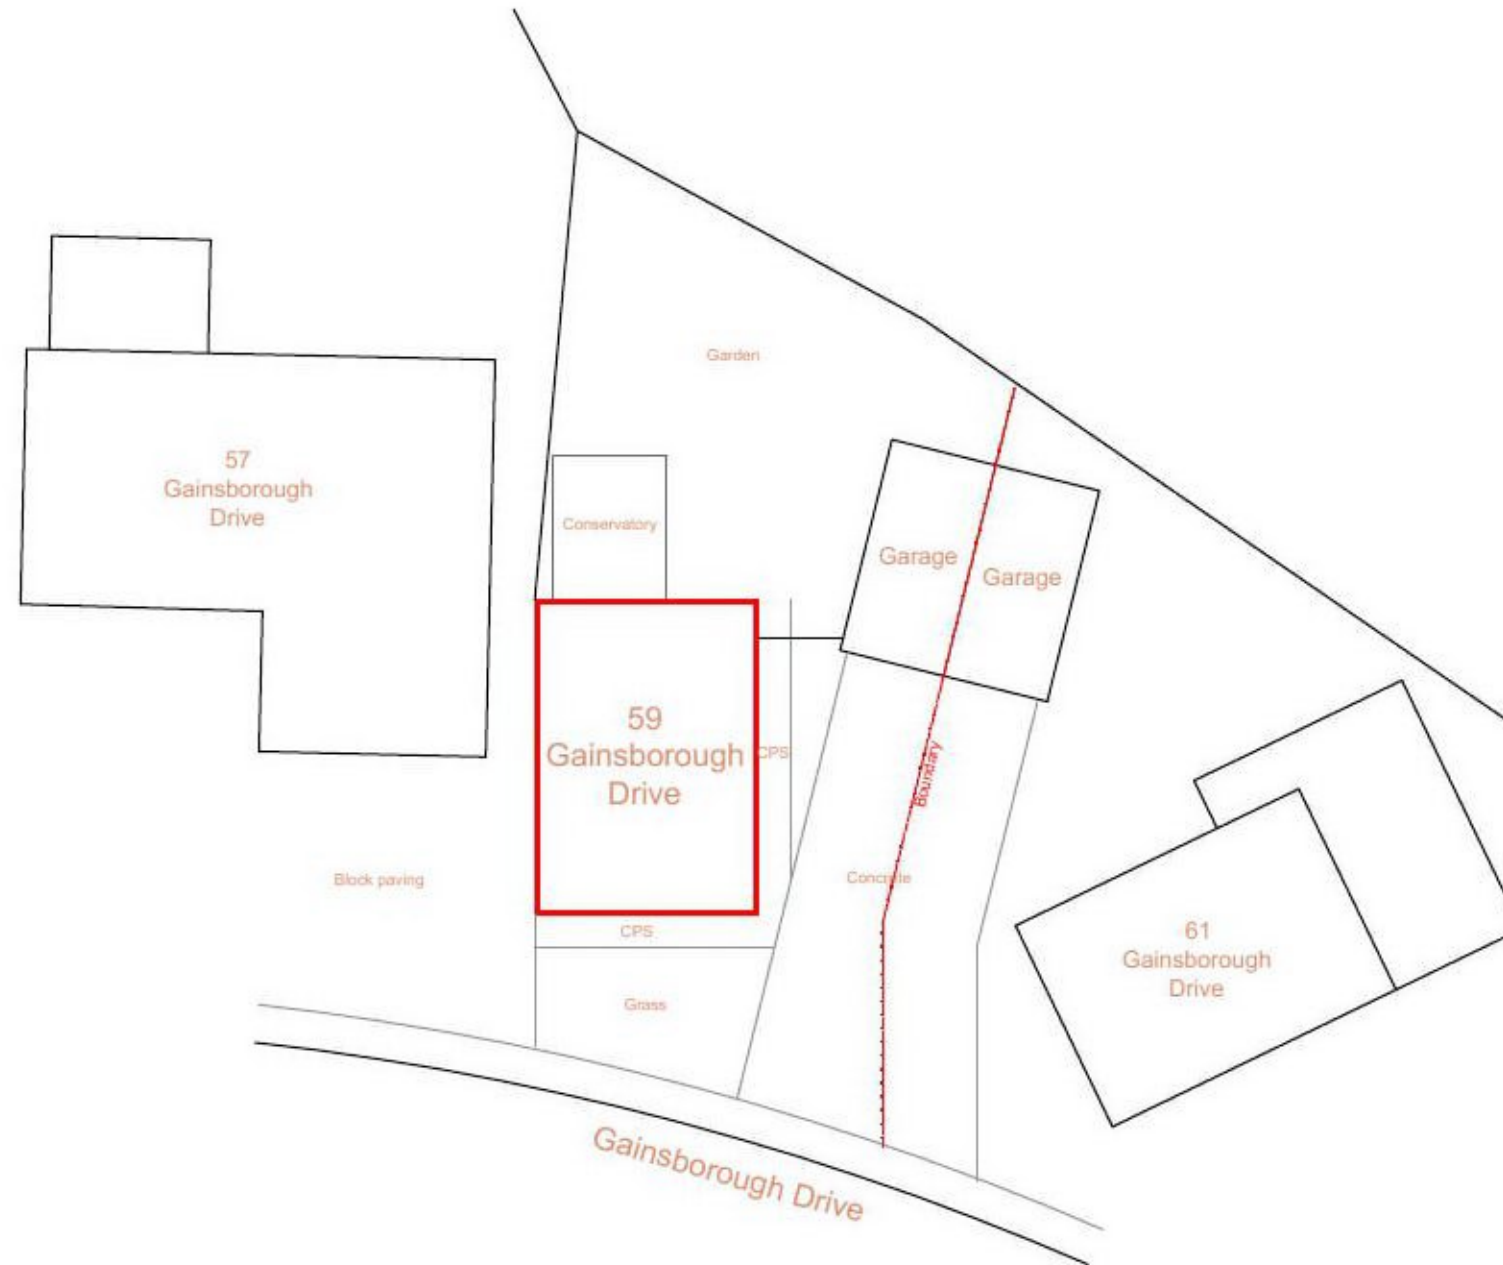 Garden
57
Gainsborough
Drive
Conservatory
Garage
Garage
59
Gainsborough
Drive
CPS
Boundary
Block paving
Concrete
CPS
61
Gainsborough
Drive
Grass
Gainsborough Drive